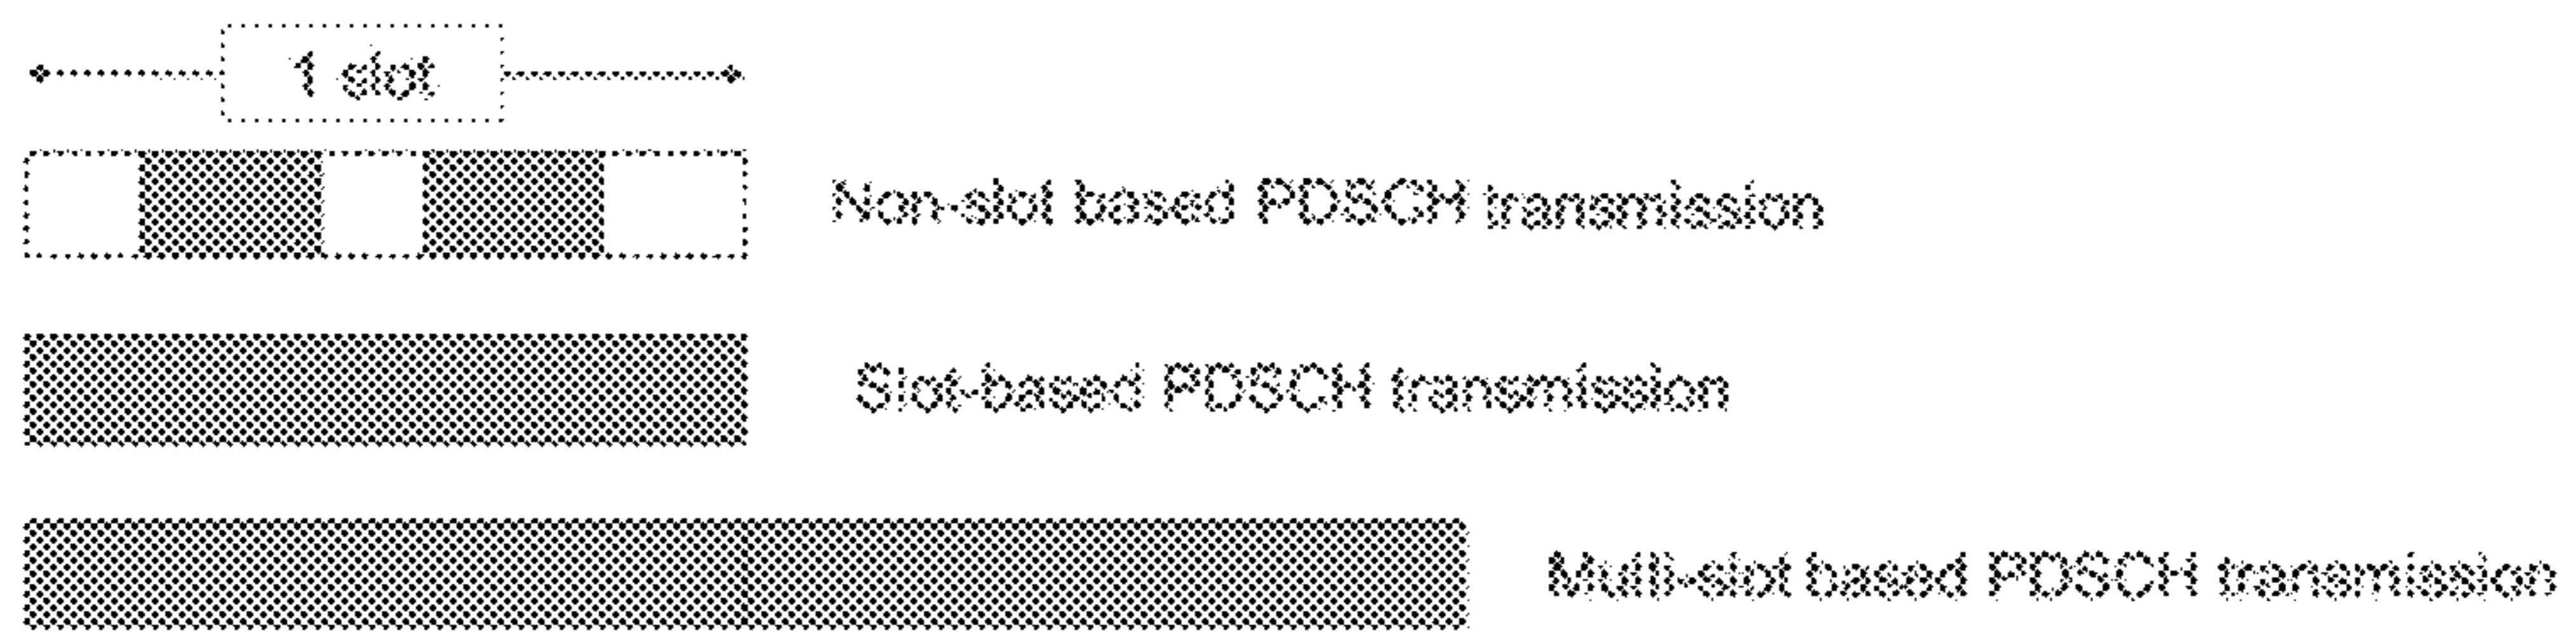 1 slot
Non-slot based PDSCH transmission
Slot-based PDSCH transmission
Multi-slot based PDSCH transmission